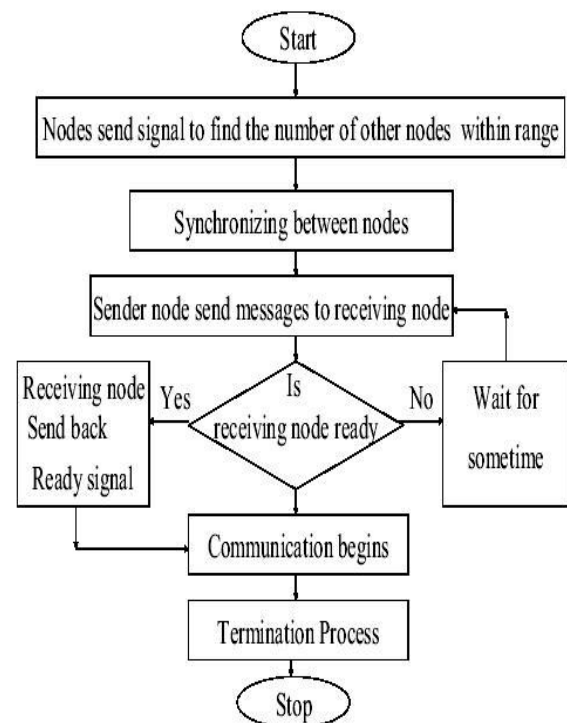 Start
Nodes send signal to find the number of other nodes within range
Synchronizing between nodes
Sender node send messages to receiving node
Is
receiving node ready
Yes
No
Receiving node
Send back
Ready signal
Wait for
sometime
Communication begins
Termination Process
Stop